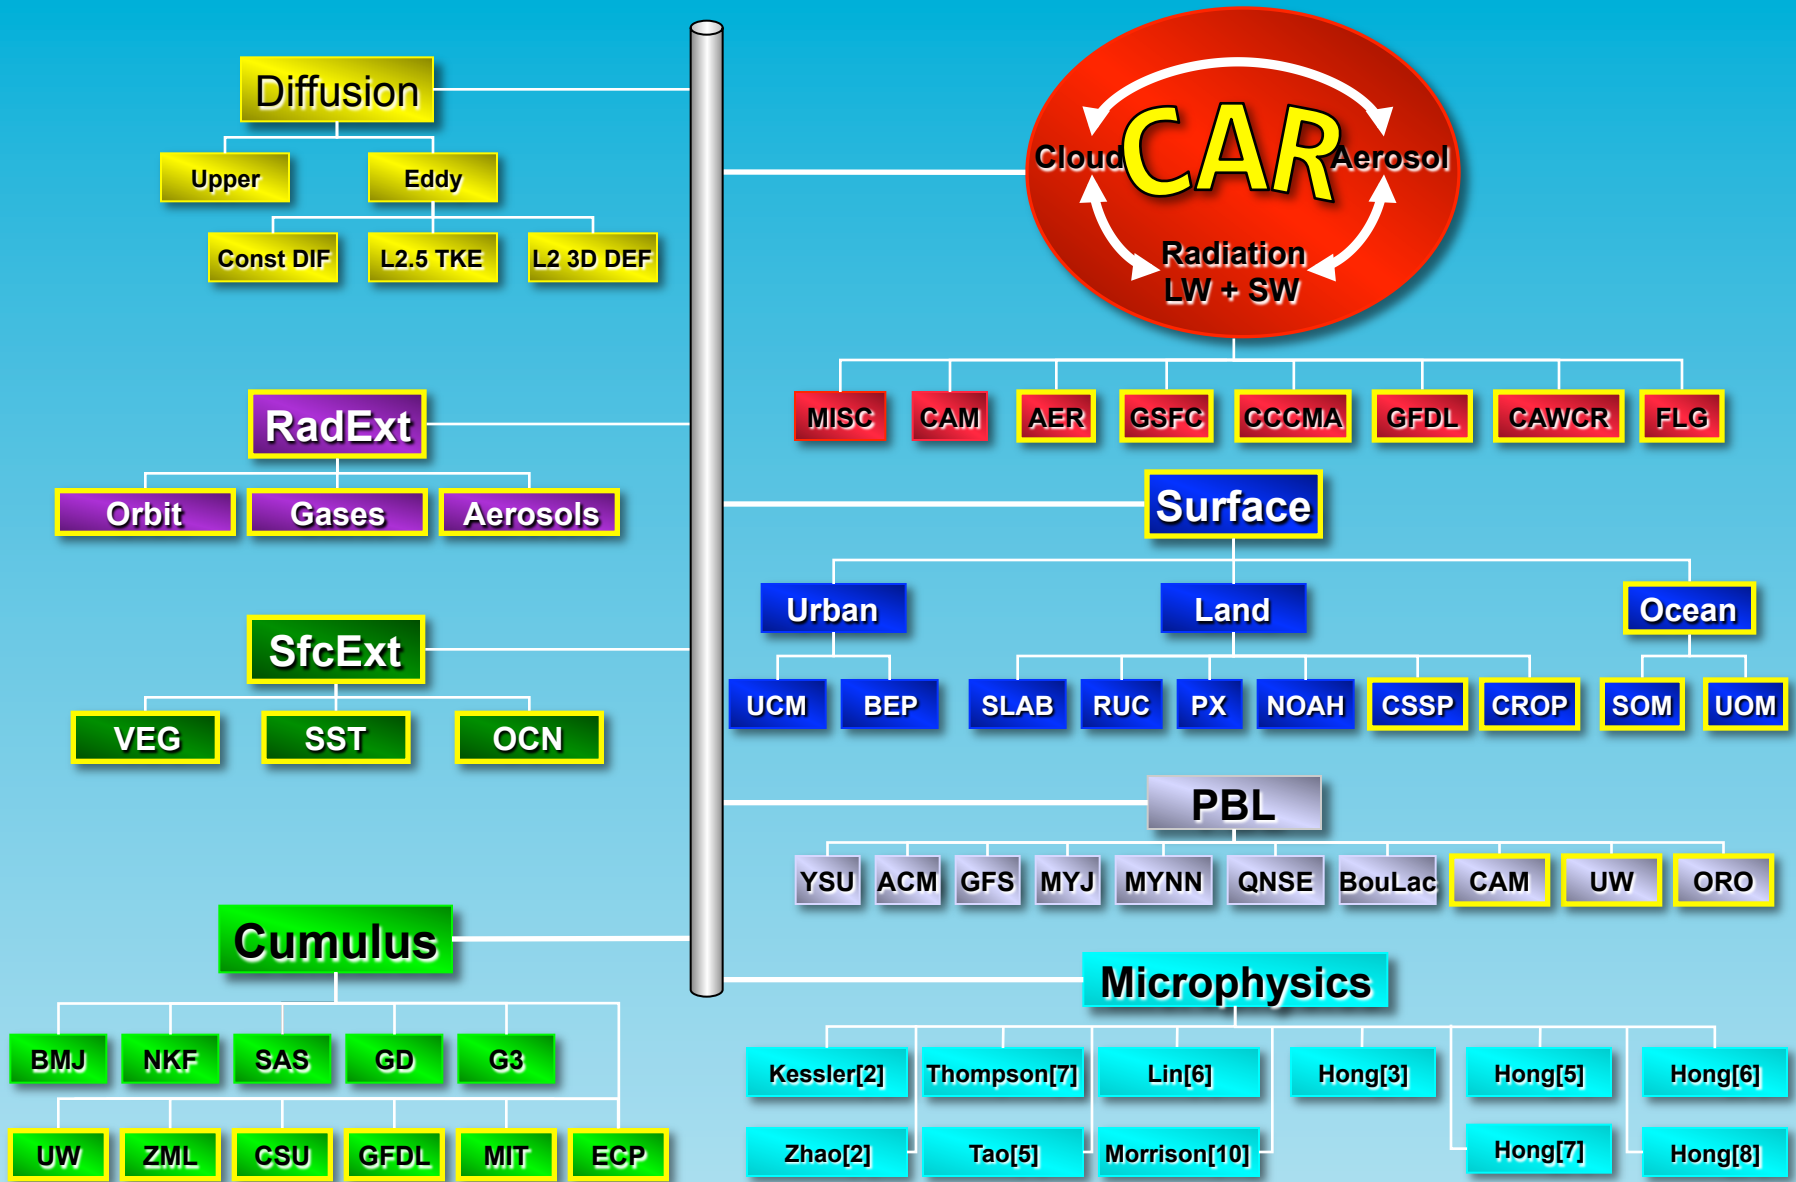 Diffusion
Upper
Eddy
Const DIF
L2.5 TKE
L2 3D DEF
RadExt
Orbit
Gases
Aerosols
SfcExt
VEG
SST
OCN
Cumulus
BMJ
NKF
SAS
GD
G3
UW
ZML
CSU
GFDL
MIT
ECP
CAR
Cloud
Aerosol
Radiation
LW + SW
MISC
CAM
AER
GSFC
CCCMA
GFDL
CAWCR
FLG
Surface
Urban
Land
Ocean
UCM
BEP
SLAB
RUC
PX
NOAH
CSSP
CROP
SOM
UOM
PBL
YSU
ACM
GFS
MYJ
MYNN
QNSE
BouLac
CAM
UW
ORO
Microphysics
Kessler[2]
Thompson[7]
Lin[6]
Hong[3]
Hong[5]
Hong[6]
Zhao[2]
Tao[5]
Morrison[10]
Hong[7]
Hong[8]